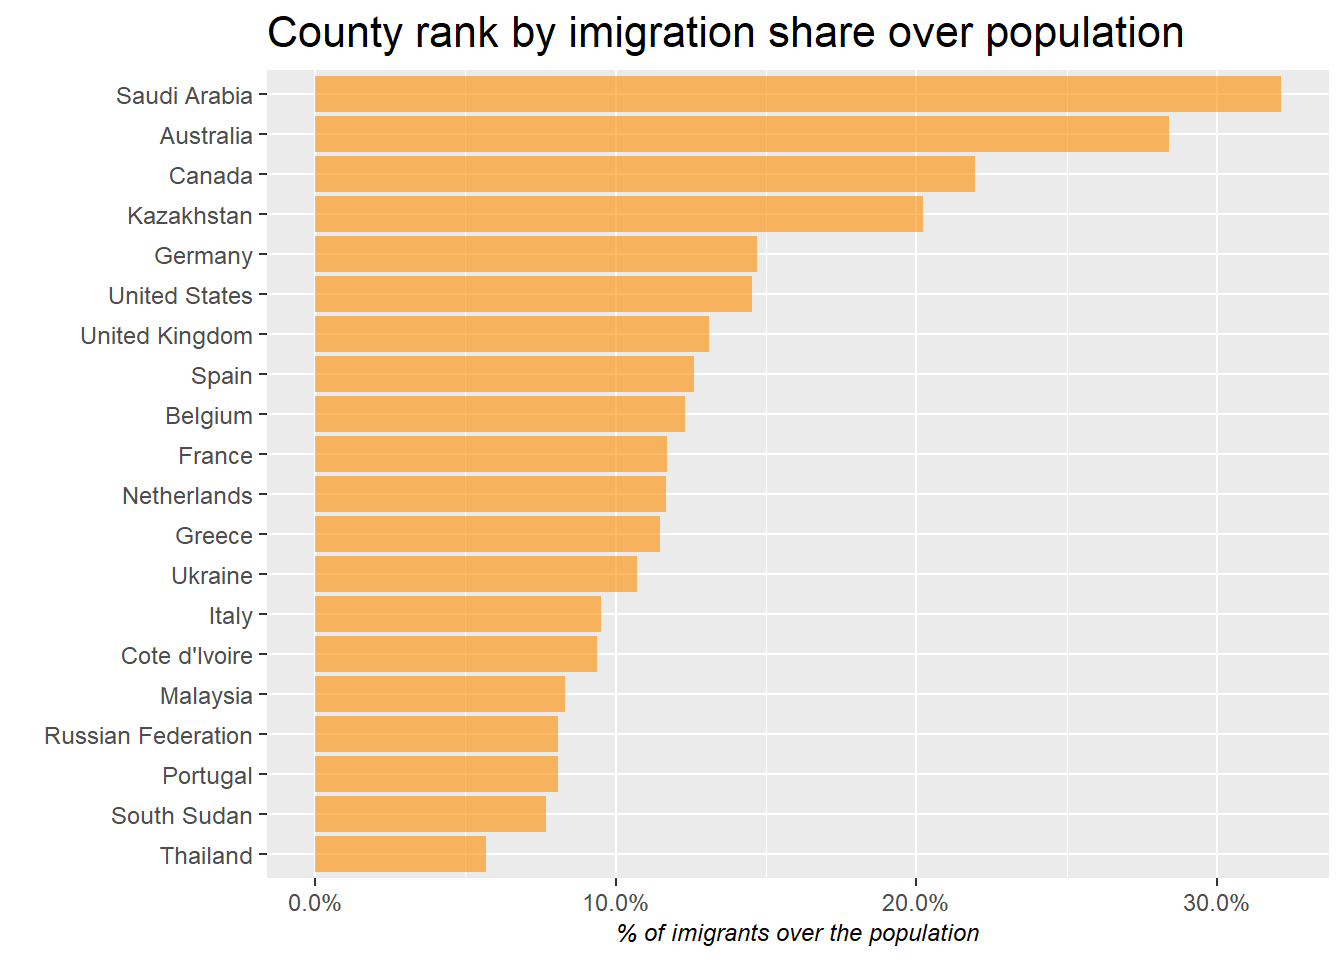 County rank by imigration share over population
Saudi Arabia
Australia
Canada
Kazakhstan
Germany
United States
United Kingdom
Spain
Belgium
France
Netherlands
Greece
Ukraine
Italy
Cote d'Ivoire
Malaysia
Russian Federation
Portugal
South Sudan
Thailand
0.0% 10.0% 20.0% 30.0%
% of imigrants over the population